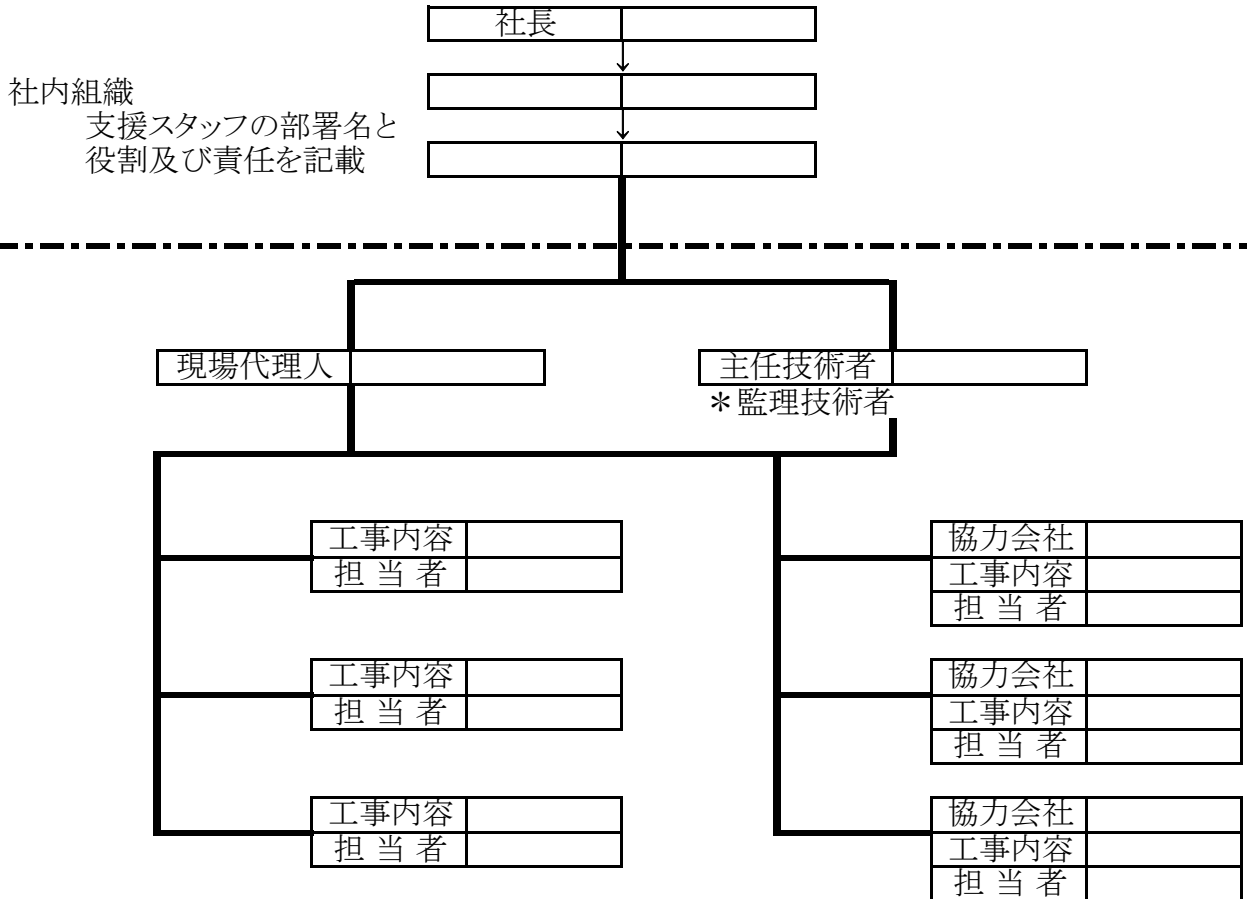 社長
社内組織
支援スタッフの部署名と
役割及び責任を記載
現場代理人
主任技術者
＊監理技術者
工事内容
担 当 者
工事内容
担 当 者
工事内容
担 当 者
協力会社
工事内容
担 当 者
協力会社
工事内容
担 当 者
協力会社
工事内容
担 当 者